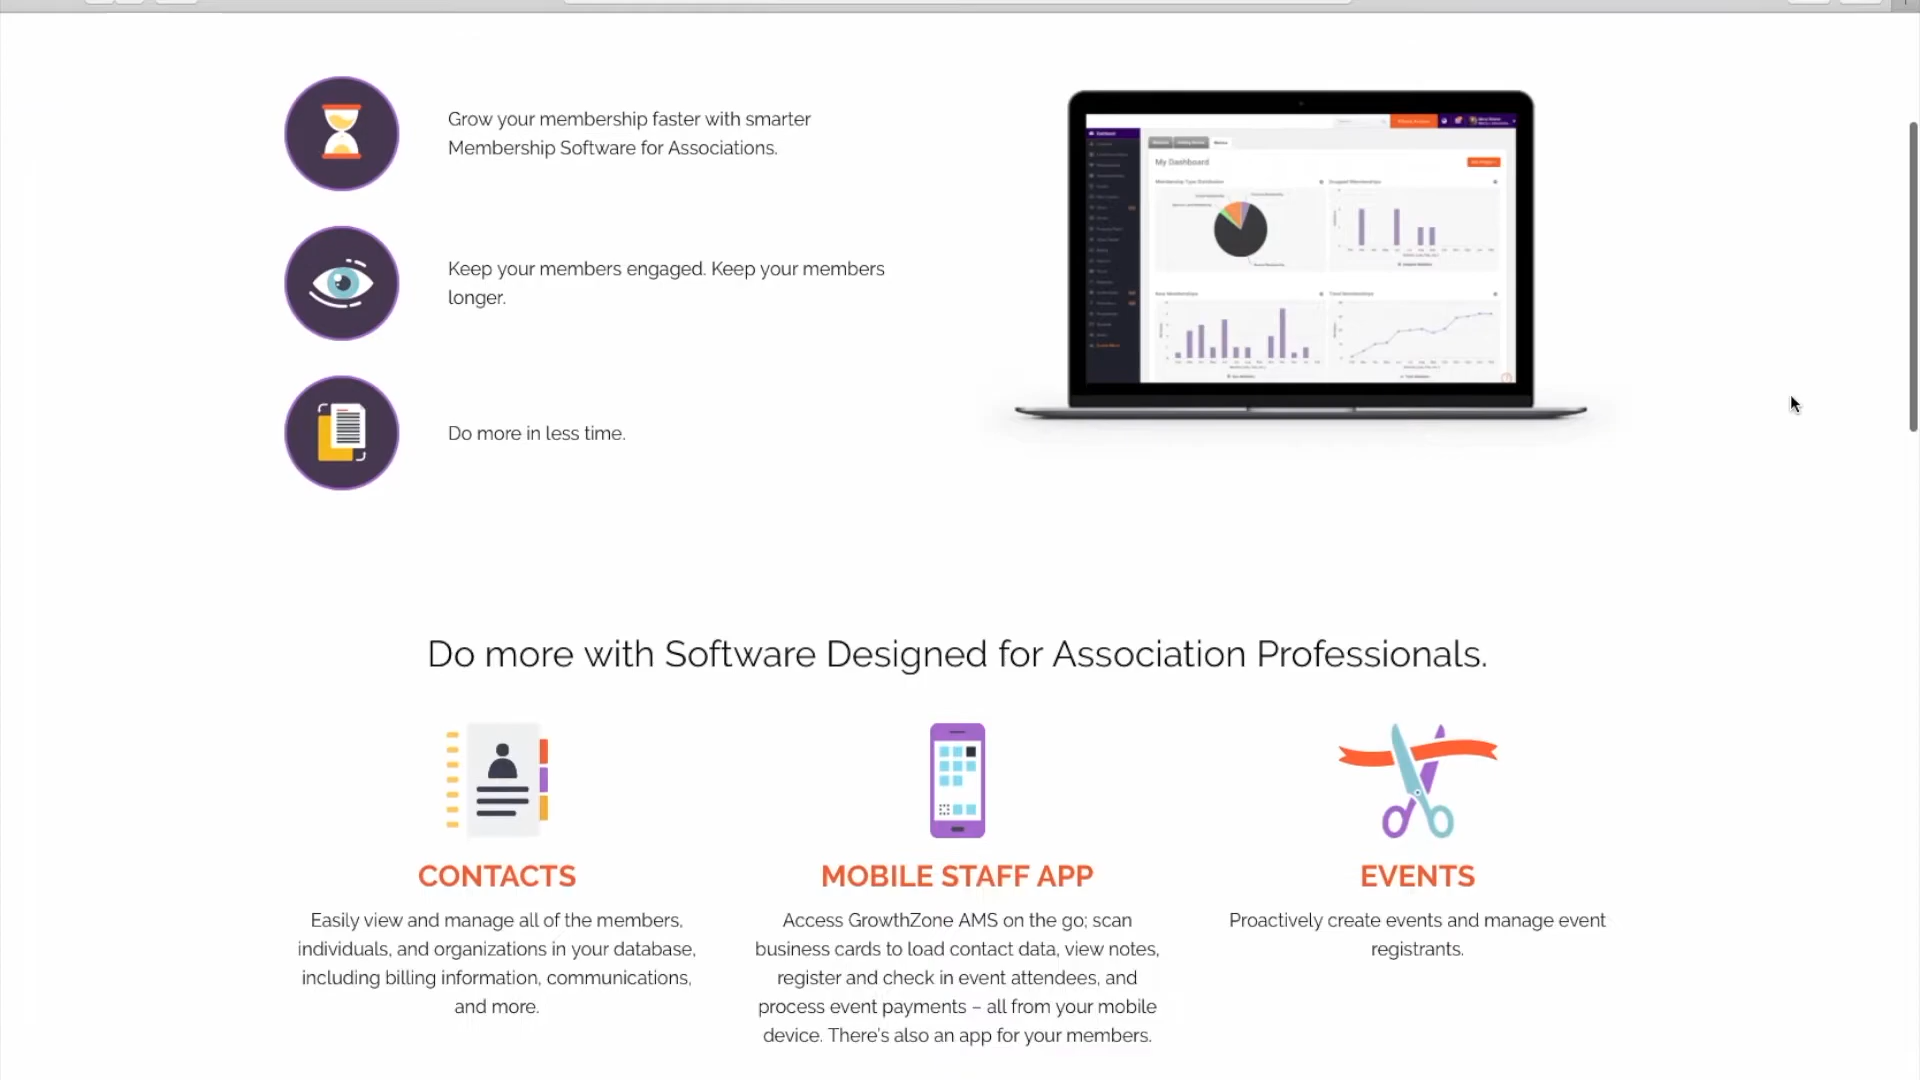 Grow your membership faster with smarter
Membership Software for Associations.
Keep your members engaged. Keep your members
longer.
Do more in less time.
My Dashboard
Do more with Software Designed for Association Professionals.
CONTACTS
Easily view and manage all of the members,
individuals, and organizations in your database,
including billing information, communications,
and more.
MOBILE STAFF APP
Access GrowthZone AMS on the go; scan
business cards to load contact data, view notes,
register and check in event attendees, and
process event payments – all from your mobile
device. There's also an app for your members.
EVENTS
Proactively create events and manage event
registrants.